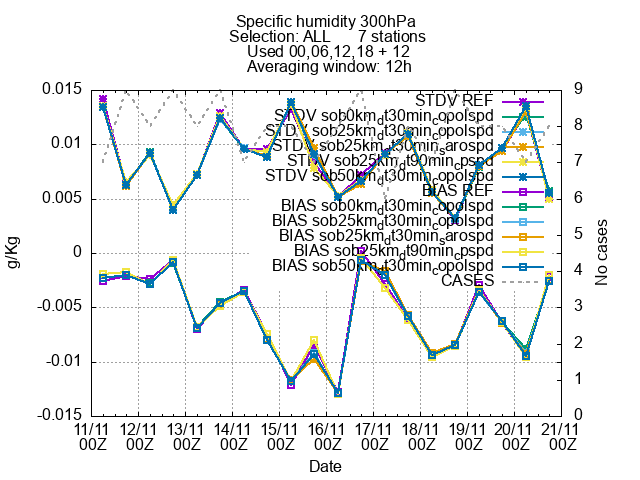 Specific humidity 300hPa
Selection: ALL 7 stations
Used 00,06,12,18 + 12
Averaging window: 12h
0.015
0.01
0.005
0
-0.005
-0.01
-0.015
g/Kg
9
8
7
6
5
4
3
2
1
0
No cases
STDV REF
STDV sob0km_dt30min_copolspd
STDV sob25km_dt30min_copolspd
STDV sob25km_dt30min_sarospd
STDV sob25km_dt90min_cpspd
STDV sob50km_dt30min_copolspd
BIAS REF
BIAS sob0km_dt30min_copolspd
BIAS sob25km_dt30min_copolspd
BIAS sob25km_dt30min_sarospd
BIAS sob25km_dt90min_cpspd
BIAS sob50km_dt30min_copolspd
CASES
11/11 12/11 13/11 14/11 15/11 16/11 17/11 18/11 19/11 20/11 21/11
00Z 00Z 00Z 00Z 00Z 00Z 00Z 00Z 00Z 00Z 00Z
Date